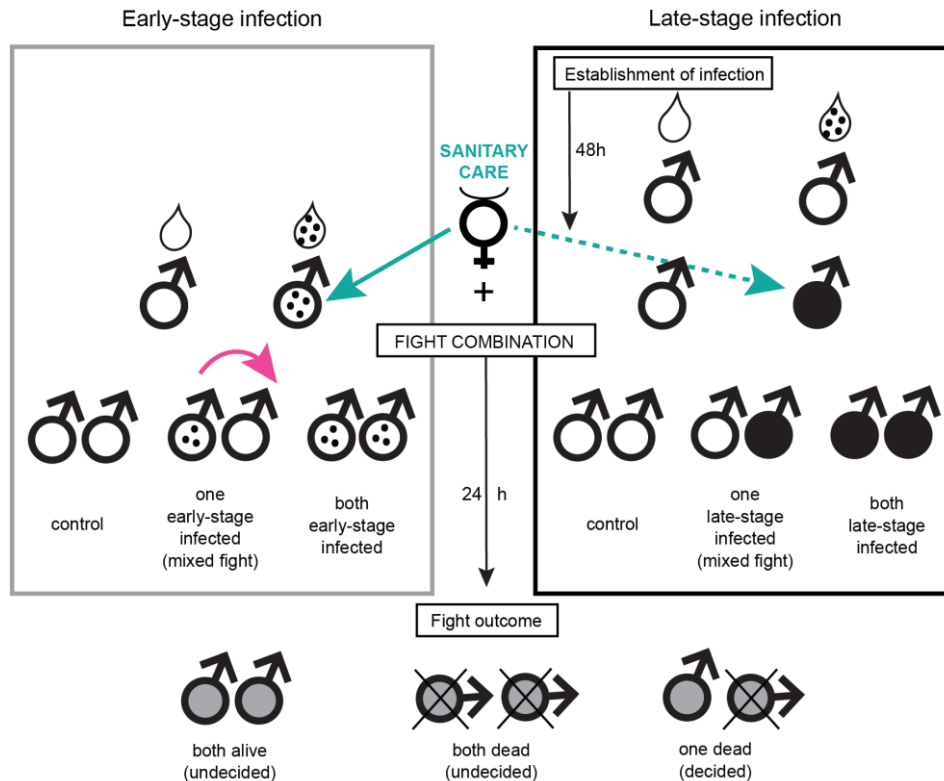 Early-stage infection
Late-stage infection
Establishment of infection
48h
SANITARY
CARE
+
FIGHT COMBINATION
control
one
early-stage
infected
(mixed fight)
both
early-stage
infected
24 h
control
one
late-stage
infected
(mixed fight)
both
late-stage
infected
Fight outcome
both alive
(undecided)
both dead
(undecided)
one dead
(decided)